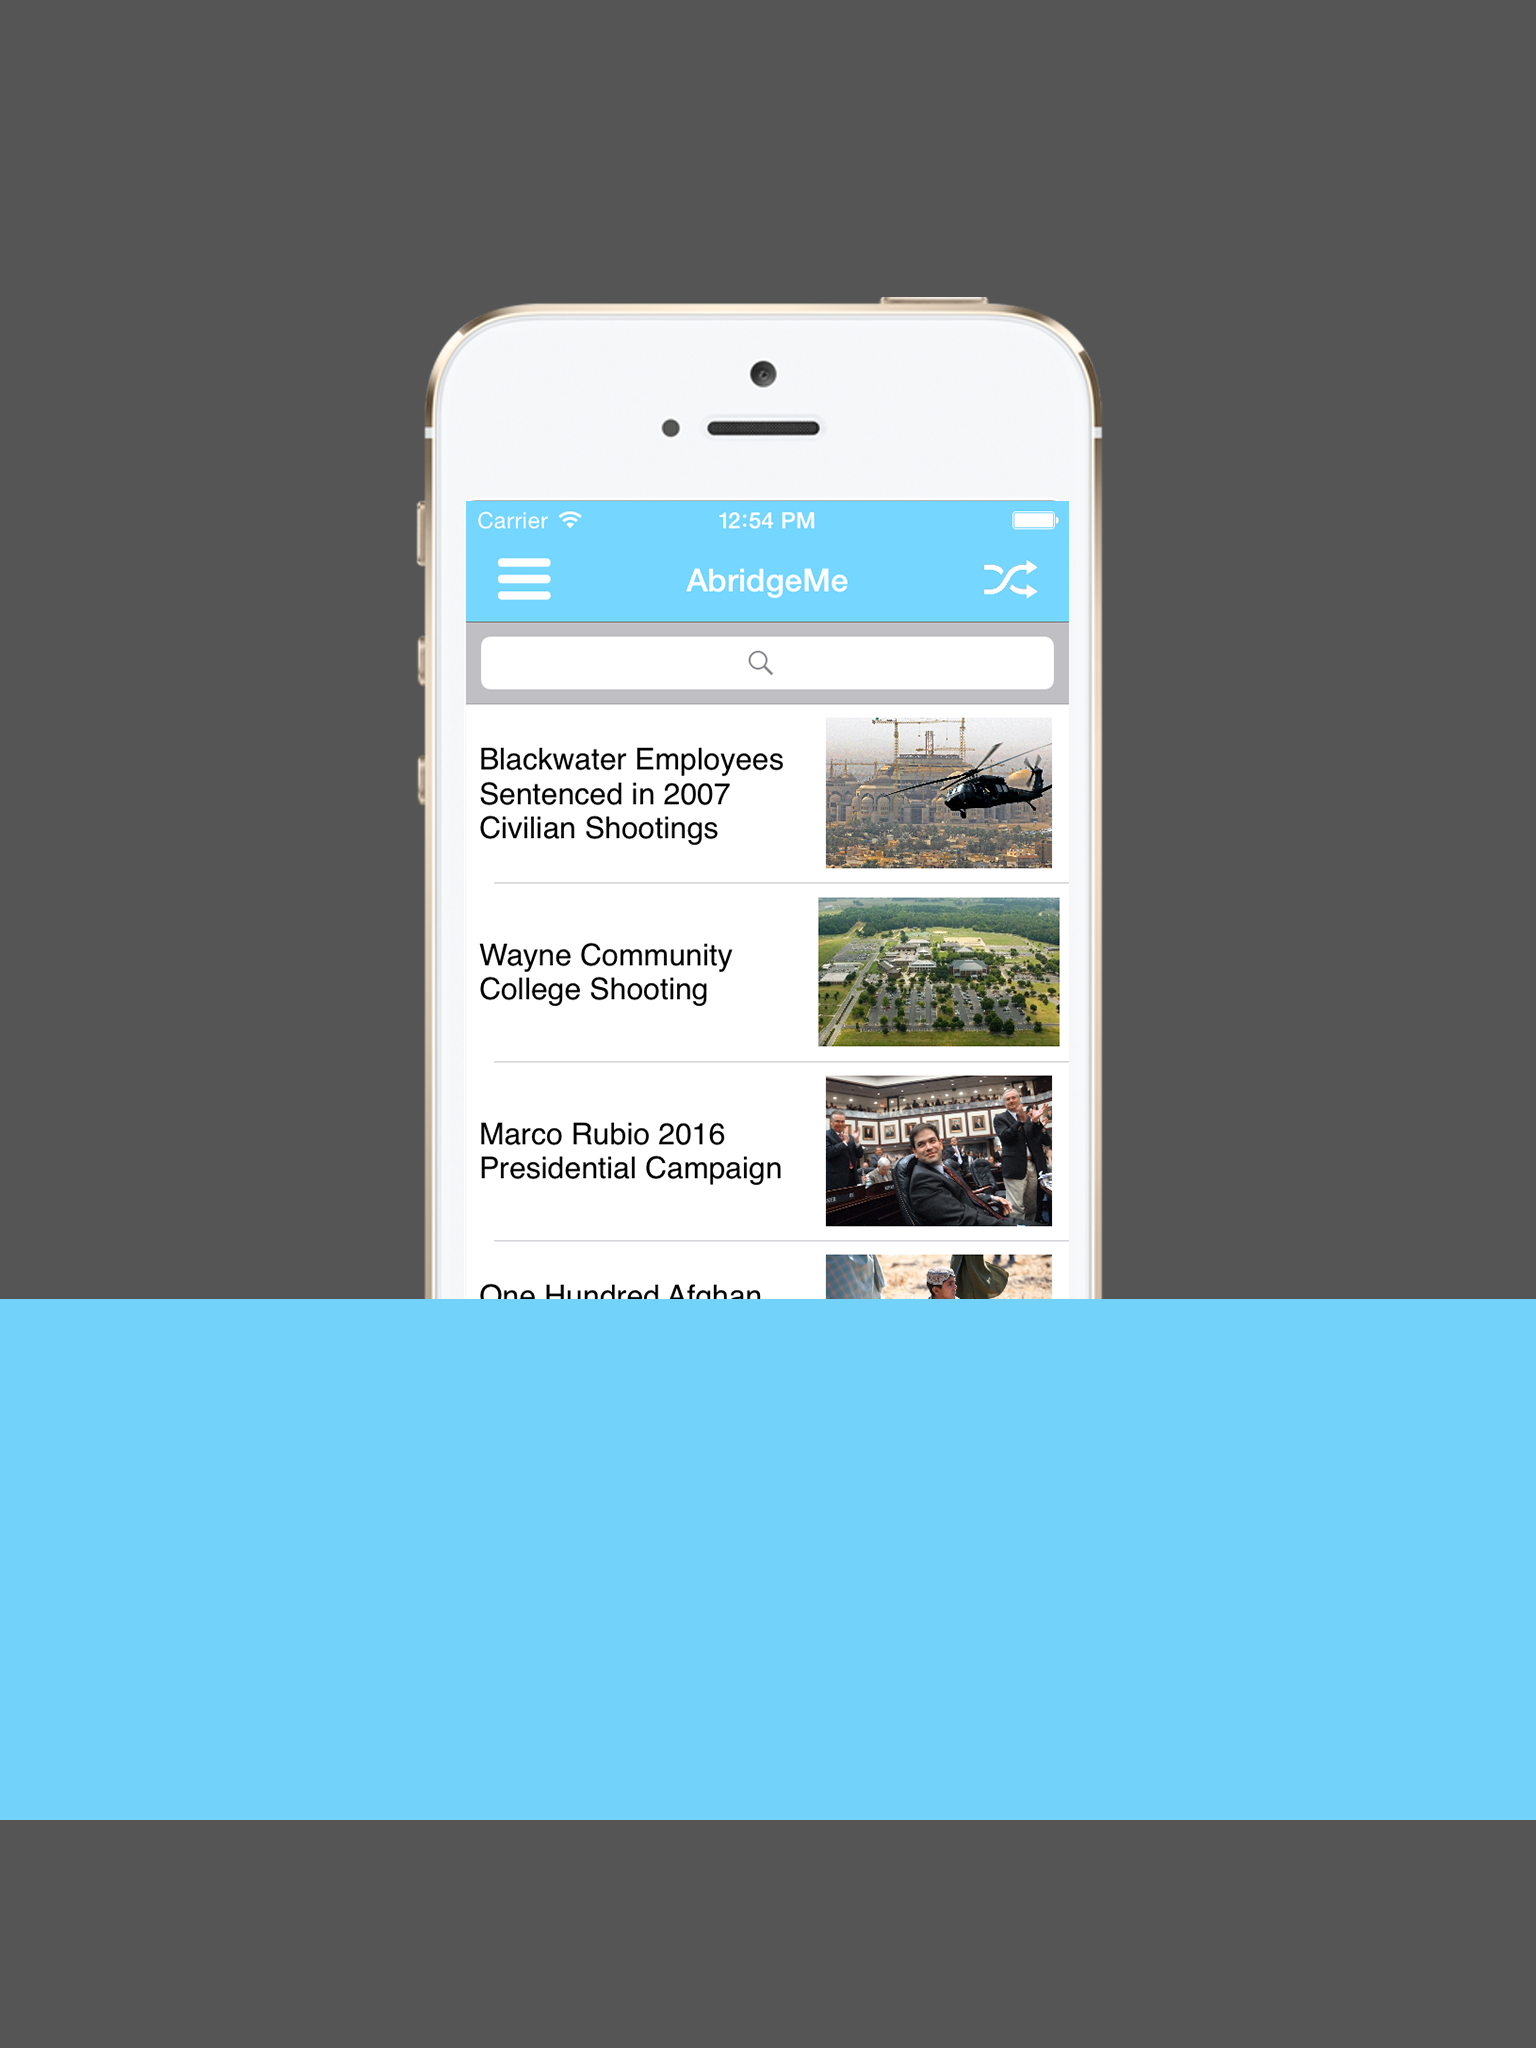 Carrier
12:54 PM
AbridgeMe
Blackwater Employees
Sentenced in 2007
Civilian Shootings
Wayne Community
College Shooting
Marco Rubio 2016
Presidential Campaign
One Hundred Afghan